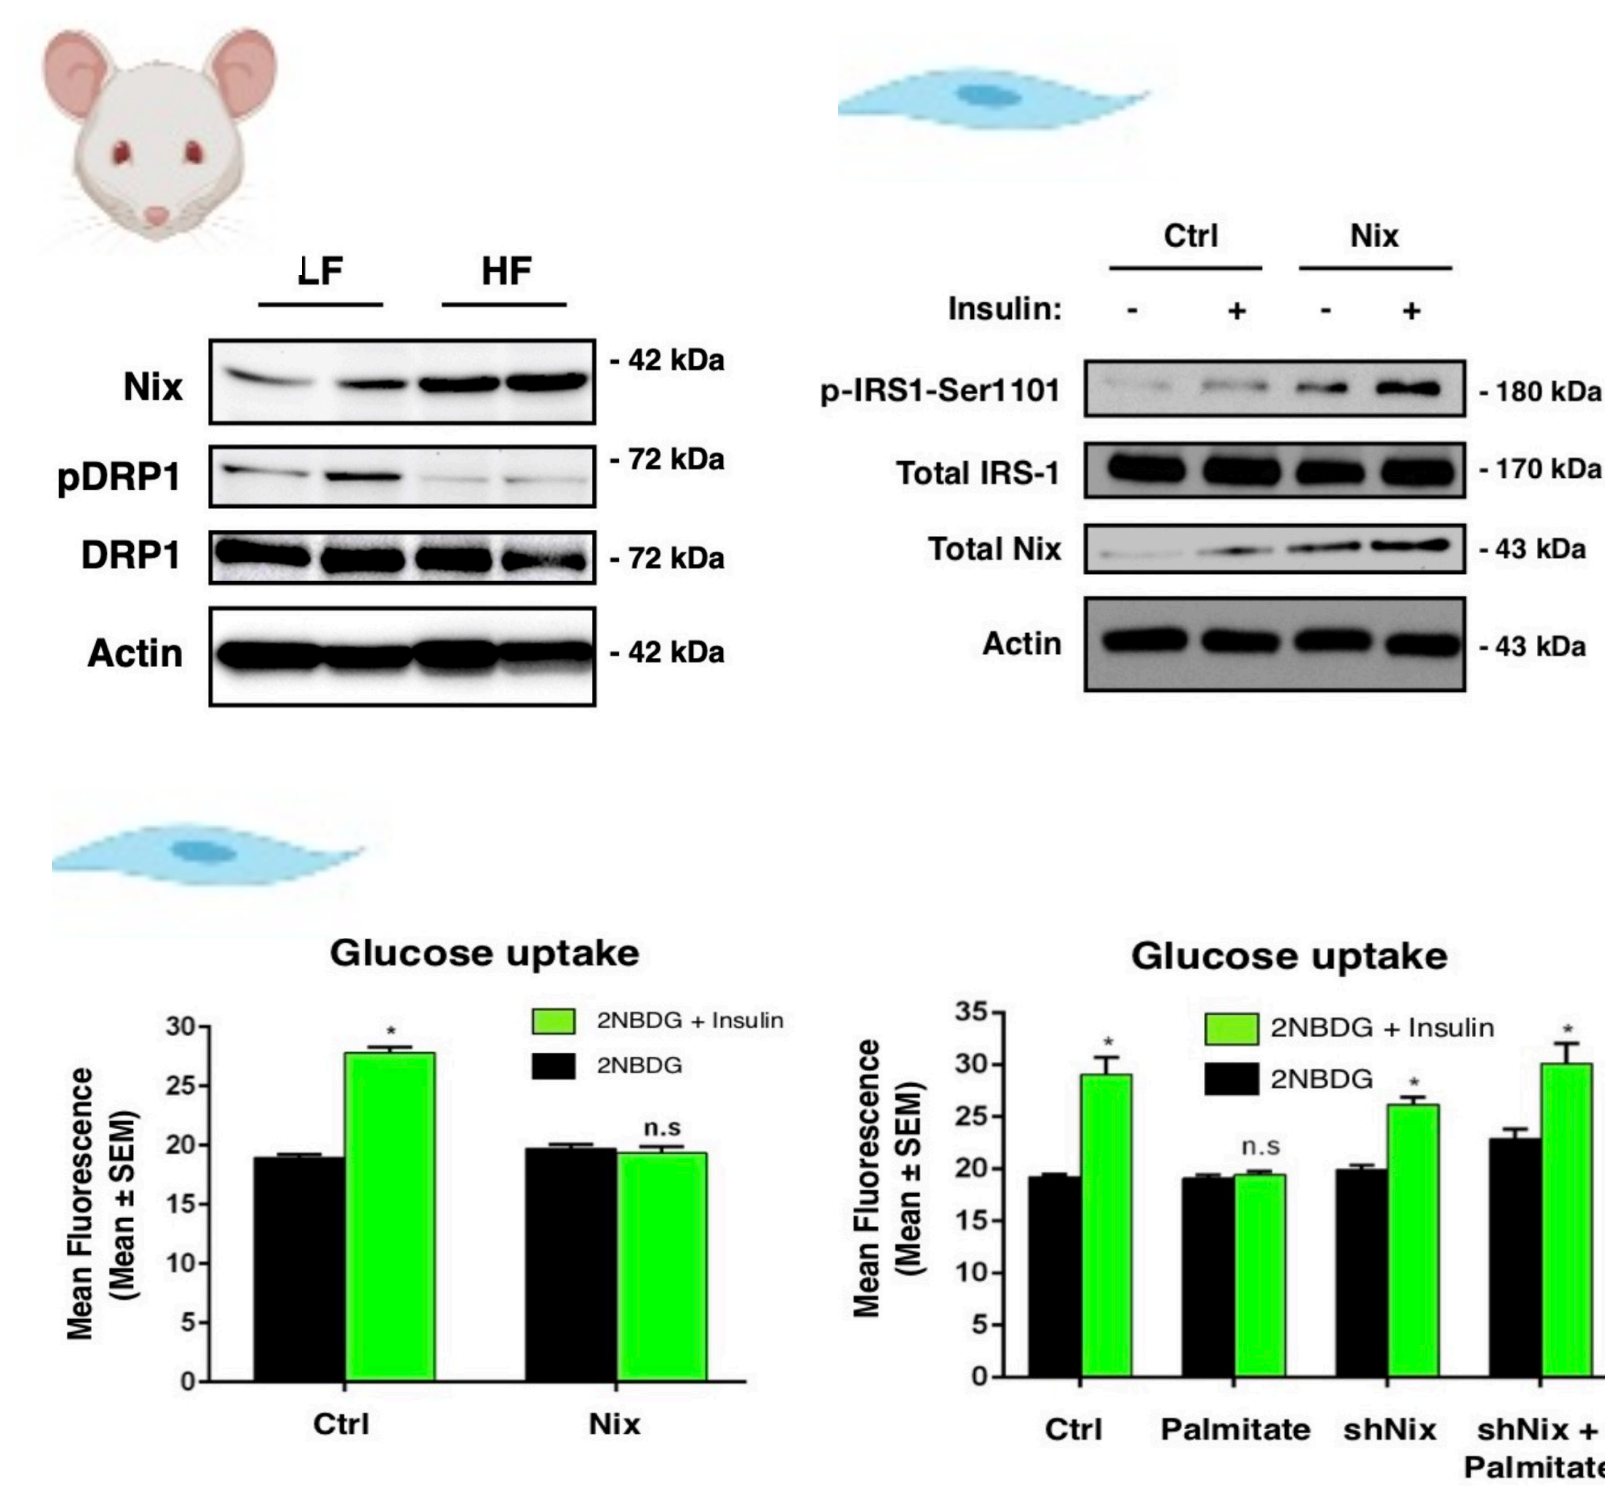 LF HF
Nix - 42 kDa
pDRP1 - 72 kDa
DRP1 - 72 kDa
Actin - 42 kDa
Ctrl Nix
Insulin: - + - +
p-IRS1-Ser1101 - 180 kDa
Total IRS-1 - 170 kDa
Total Nix - 43 kDa
Actin - 43 kDa
Glucose uptake
Mean Fluorescence
(Mean ± SEM)
30
25
20
15
10
5
0
2NBDG + Insulin
2NBDG
*
n.s
Ctrl Nix
Glucose uptake
Mean Fluorescence
(Mean ± SEM)
35
30
25
20
15
10
5
0
2NBDG + Insulin
2NBDG
*
n.s
*
*
Ctrl Palmitate shNix shNix +
Palmitate